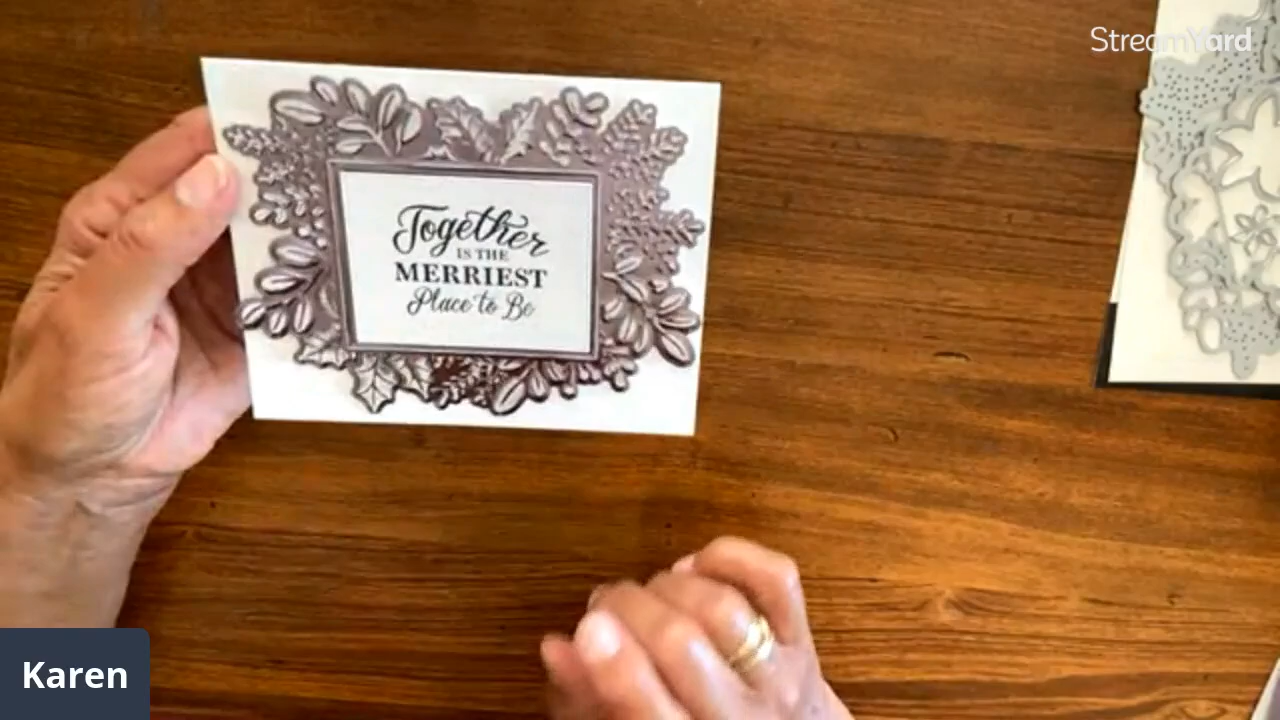 StreamYard
Together
IS THE
MERRIEST
Place to Be
Karen